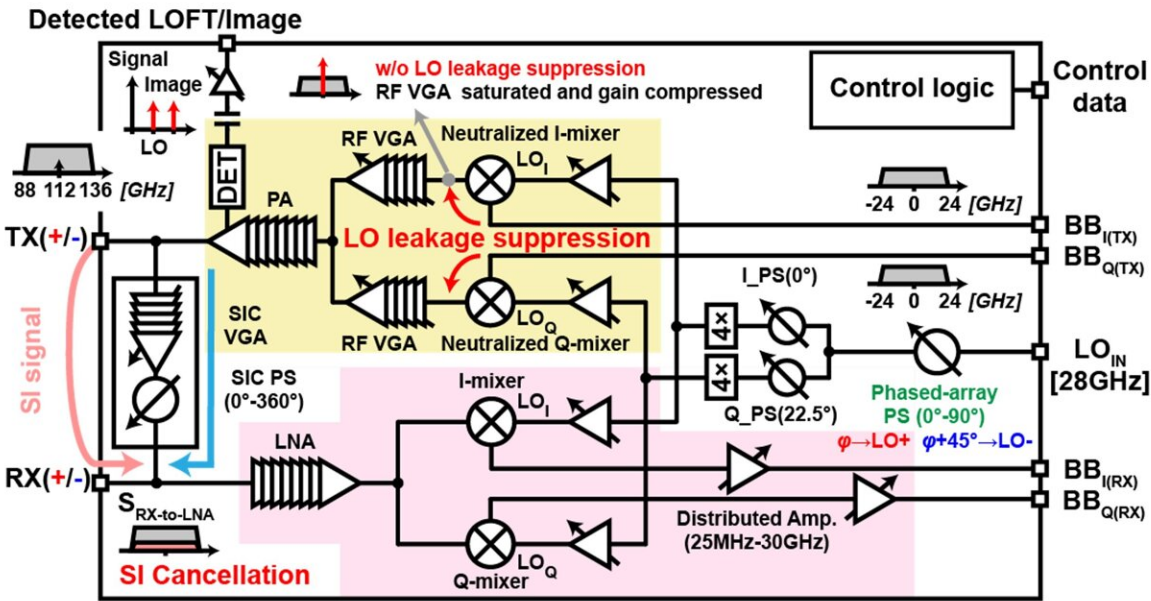 Detected LOFT/Image
Signal
Image
LO
w/o LO leakage suppression
RF VGA saturated and gain compressed
Control logic
Control
data
88 112 136 [GHz]
DET
PA
RF VGA
Neutralized I-mixer
LOI
-24 0 24 [GHz]
TX(+/-)
LO leakage suppression
BBI(TX)
BBQ(TX)
I_PS(0°)
-24 0 24 [GHz]
SI signal
SIC
VGA
RF VGA
LOQ
Neutralized Q-mixer
4×
4×
LOIN
[28GHz]
SIC PS
(0°-360°)
I-mixer
LOI
Q_PS(22.5°)
Phased-array
PS (0°-90°)
φ→LO+ φ+45°→LO-
LNA
RX(+/-)
SRX-to-LNA
BBI(RX)
BBQ(RX)
Distributed Amp.
(25MHz-30GHz)
SI Cancellation
LOQ
Q-mixer